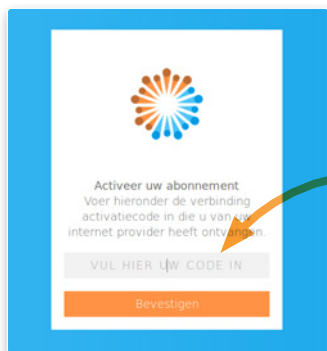 Activeer uw abonnement
Voer hieronder de verbinding
activatiecode in die u van uw
internet provider heeft ontvangen.
VUL HIER UW CODE IN
Bevestigen